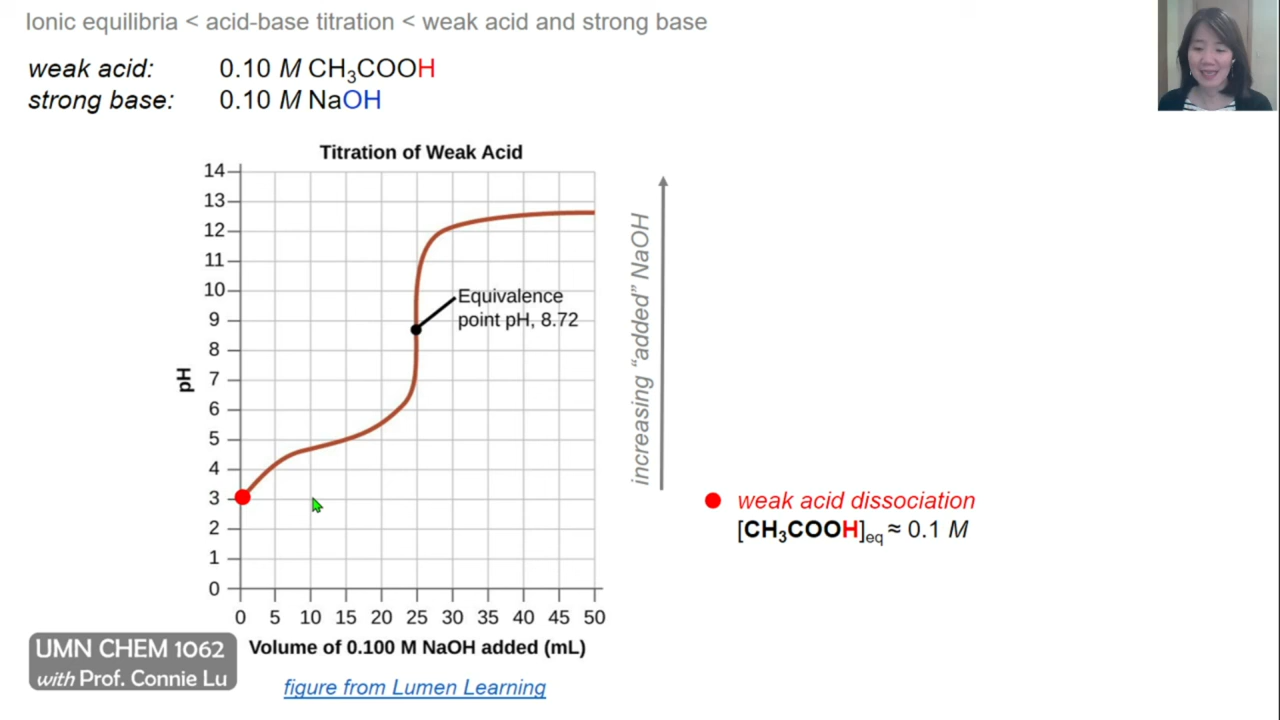 Ionic equilibria < acid-base titration < weak acid and strong base
weak acid: 0.10 M CH₃COOH
strong base: 0.10 M NaOH
Titration of Weak Acid
14
13
12
11
10
9
8
7
6
5
4
3
2
1
0
pH
Equivalence
point pH, 8.72
0 5 10 15 20 25 30 35 40 45 50
Volume of 0.100 M NaOH added (mL)
figure from Lumen Learning
increasing “added” NaOH
weak acid dissociation
[CH₃COOH]eq ≈ 0.1 M
UMN CHEM 1062
with Prof. Connie Lu